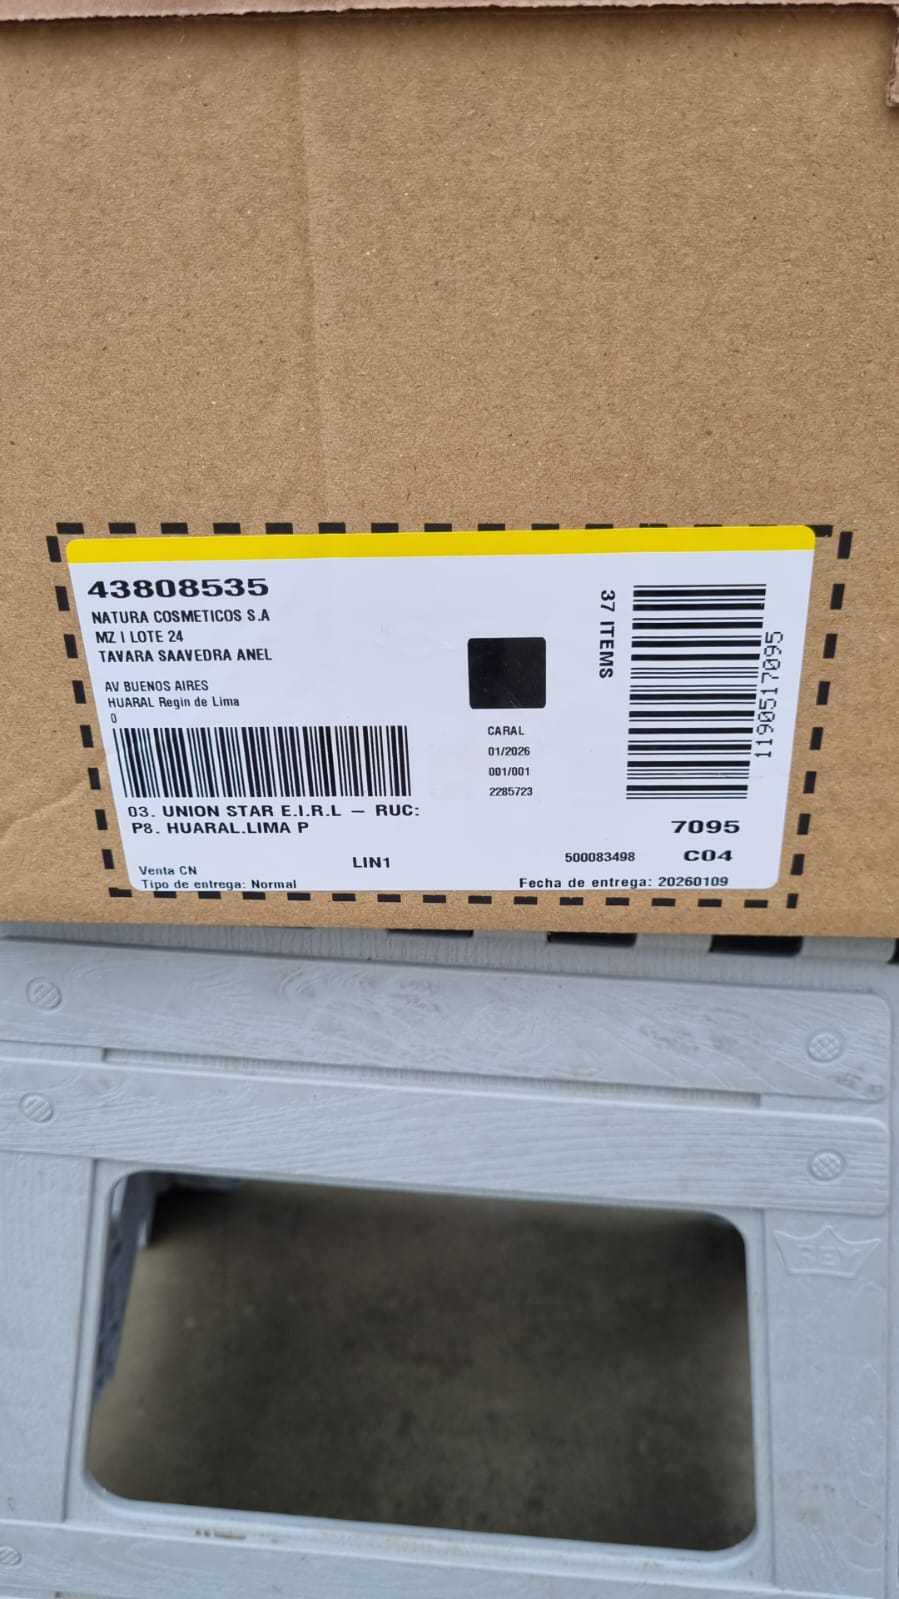 43808535
NATURA COSMETICOS S.A
MZ I LOTE 24
TAVARA SAAVEDRA ANEL
AV BUENOS AIRES
HUARAL Regin de Lima
0
03. UNION STAR E.I.R.L — RUC:
P8. HUARAL.LIMA P
Venta CN
Tipo de entrega: Normal
LIN1
CARAL
01/2026
001/001
2285723
37 ITEMS
1190517095
7095
500083498 C04
Fecha de entrega: 20260109
REY